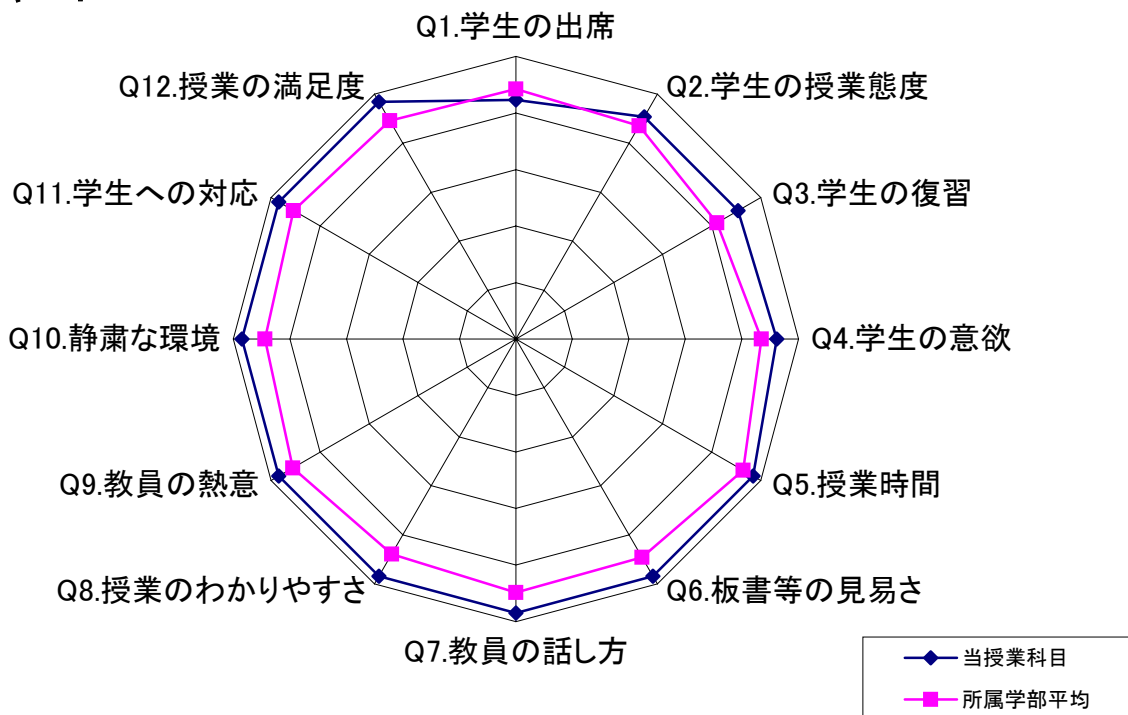 Q1.学生の出席
Q2.学生の授業態度
Q3.学生の復習
Q4.学生の意欲
Q5.授業時間
Q6.板書等の見易さ
Q7.教員の話し方
Q8.授業のわかりやすさ
Q9.教員の熱意
Q10.静粛な環境
Q11.学生への対応
Q12.授業の満足度
当授業科目
所属学部平均